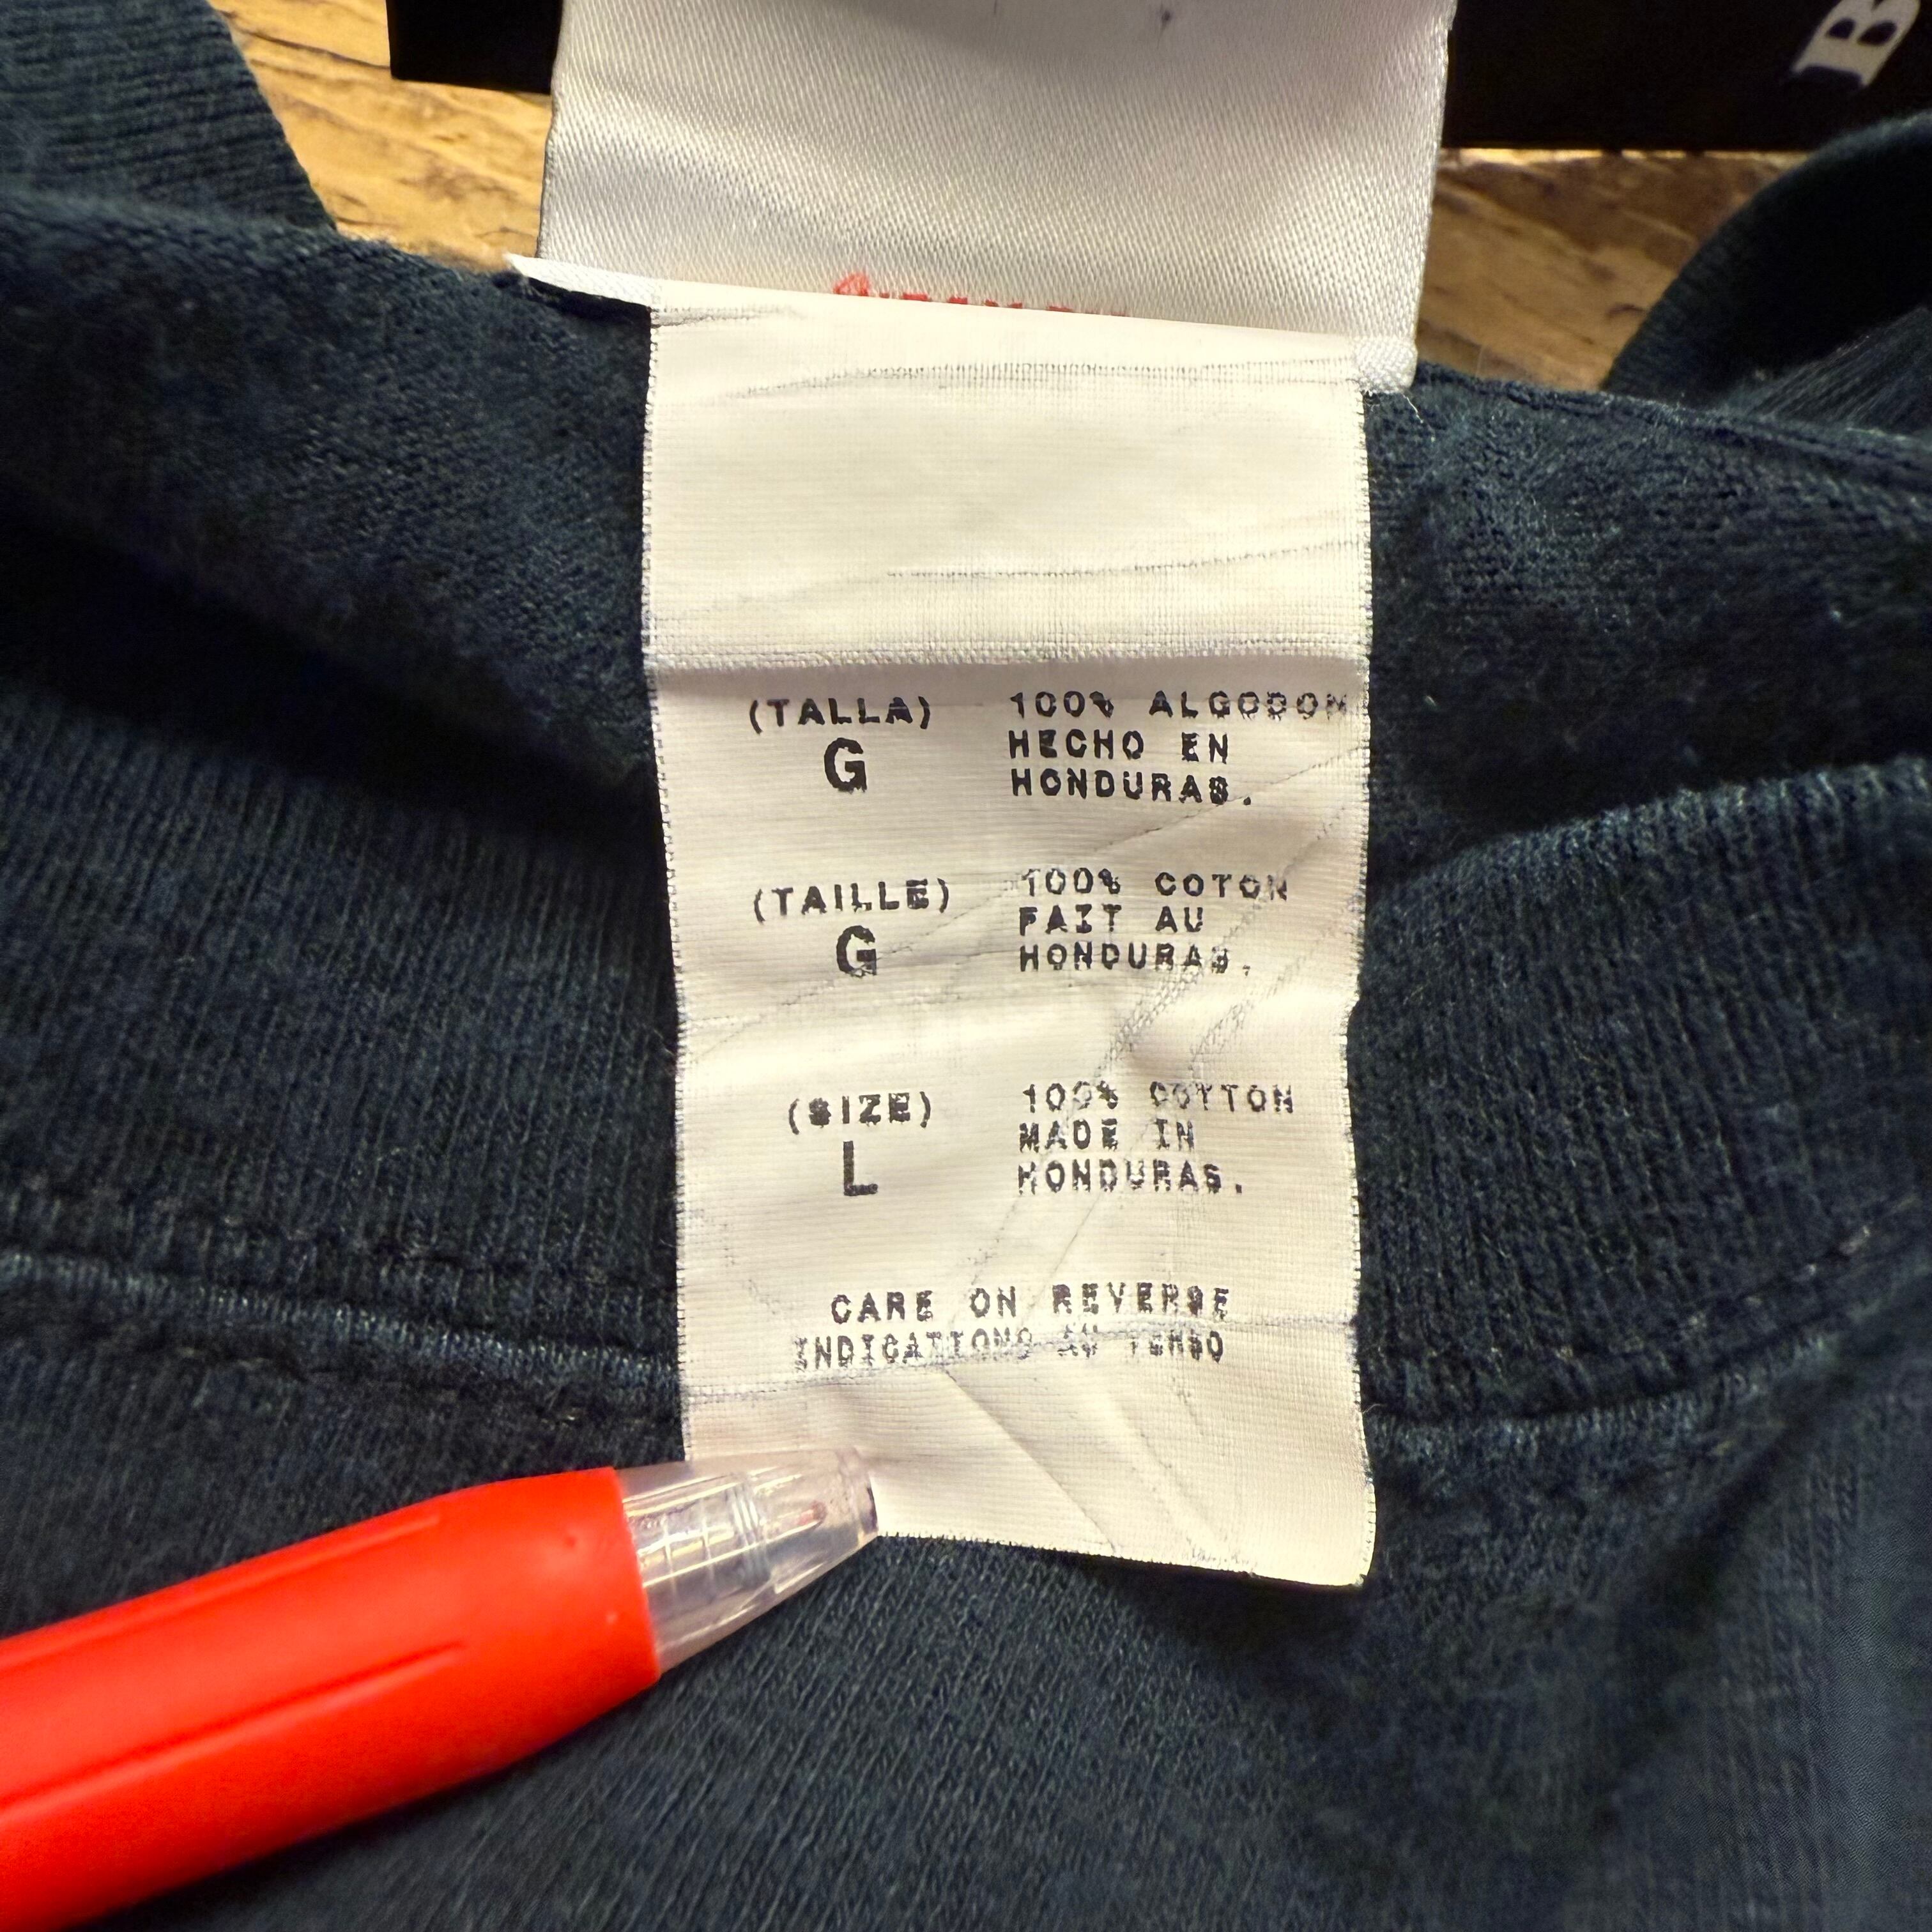 B
(TALLA) 100% ALGODON
G HECHO EN
HONDURAS.
(TAILLE) 100% COTON
G FAIT AU
HONDURAS.
(SIZE) 100% COTTON
L MADE IN
HONDURAS.
CARE ON REVERSE
INDICATIONS AU VERSO